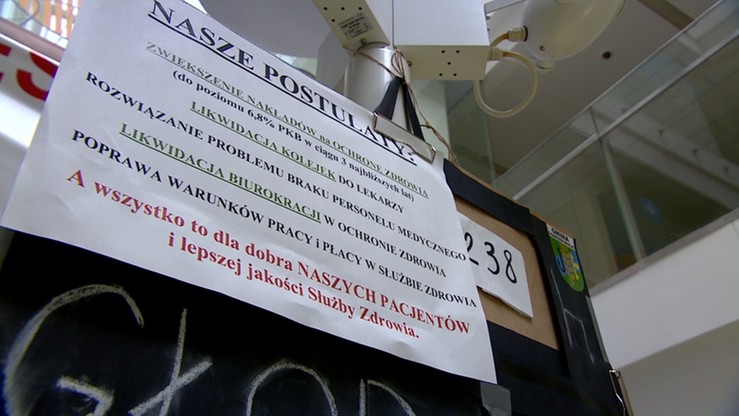 NASZE POSTULATY:
ZWIĘKSZENIE NAKŁADÓW na OCHRONĘ ZDROWIA
(do poziomu 6,8% PKB w ciągu 3 najbliższych lat)
LIKWIDACJA KOLEJEK DO LEKARZY
ROZWIĄZANIE PROBLEMU BRAKU PERSONELU MEDYCZNEGO
LIKWIDACJA BIUROKRACJI W OCHRONIE ZDROWIA
POPRAWA WARUNKÓW PRACY i PŁACY W SŁUŻBIE ZDROWIA
A wszystko to dla dobra NASZYCH PACJENTÓW
i lepszej jakości Służby Zdrowia.
238
GŁOD